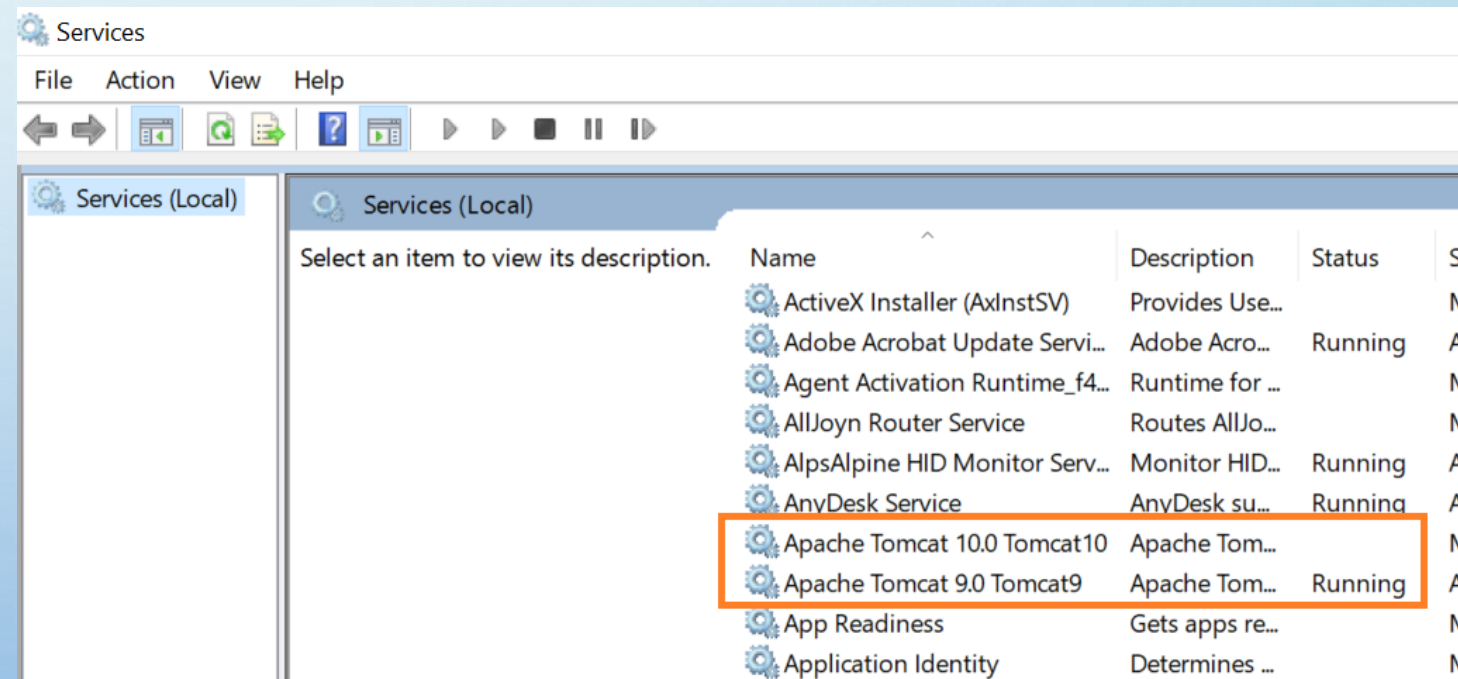 Services
File Action View Help
Services (Local)
Services (Local)
Select an item to view its description.
Name Description Status S
ActiveX Installer (AxInstSV) Provides Use... M
Adobe Acrobat Update Servi... Adobe Acro... Running A
Agent Activation Runtime_f4... Runtime for ... M
AllJoyn Router Service Routes AllJo... M
AlpsAlpine HID Monitor Serv... Monitor HID... Running A
AnyDesk Service AnyDesk su... Running A
Apache Tomcat 10.0 Tomcat10 Apache Tom... M
Apache Tomcat 9.0 Tomcat9 Apache Tom... Running A
App Readiness Gets apps re... M
Application Identity Determines ... M